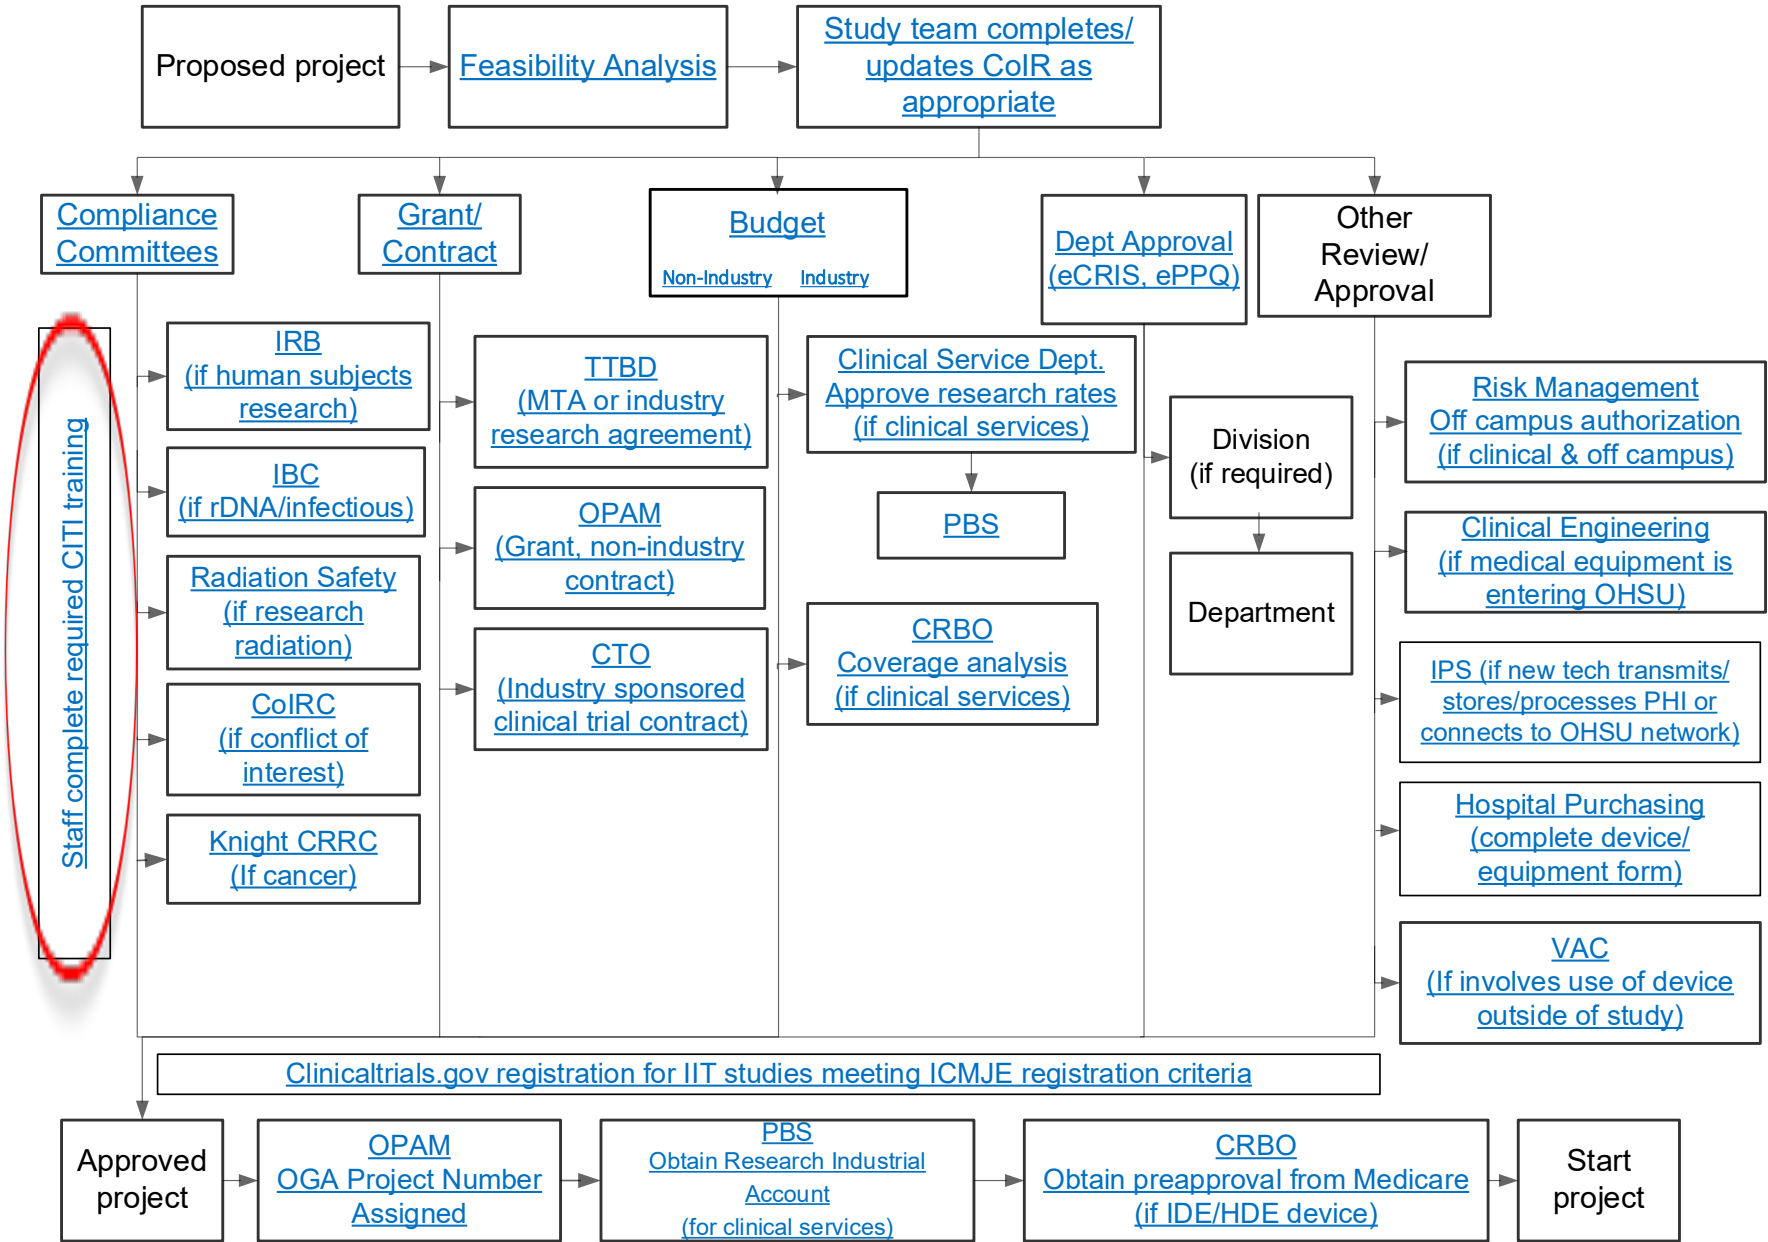 Proposed project
Feasibility Analysis
Study team completes/
updates CoIR as
appropriate
Compliance
Committees
Grant/
Contract
Budget
Non-Industry Industry
Dept Approval
(eCRIS, ePPQ)
Other
Review/
Approval
Staff complete required CITI training
IRB
(if human subjects
research)
IBC
(if rDNA/infectious)
Radiation Safety
(if research
radiation)
CoIRC
(if conflict of
interest)
Knight CRRC
(If cancer)
TTBD
(MTA or industry
research agreement)
OPAM
(Grant, non-industry
contract)
CTO
(Industry sponsored
clinical trial contract)
Clinical Service Dept.
Approve research rates
(if clinical services)
PBS
CRBO
Coverage analysis
(if clinical services)
Division
(if required)
Department
Risk Management
Off campus authorization
(if clinical & off campus)
Clinical Engineering
(if medical equipment is
entering OHSU)
IPS (if new tech transmits/
stores/processes PHI or
connects to OHSU network)
Hospital Purchasing
(complete device/
equipment form)
VAC
(If involves use of device
outside of study)
Clinicaltrials.gov registration for IIT studies meeting ICMJE registration criteria
Approved
project
OPAM
OGA Project Number
Assigned
PBS
Obtain Research Industrial
Account
(for clinical services)
CRBO
Obtain preapproval from Medicare
(if IDE/HDE device)
Start
project